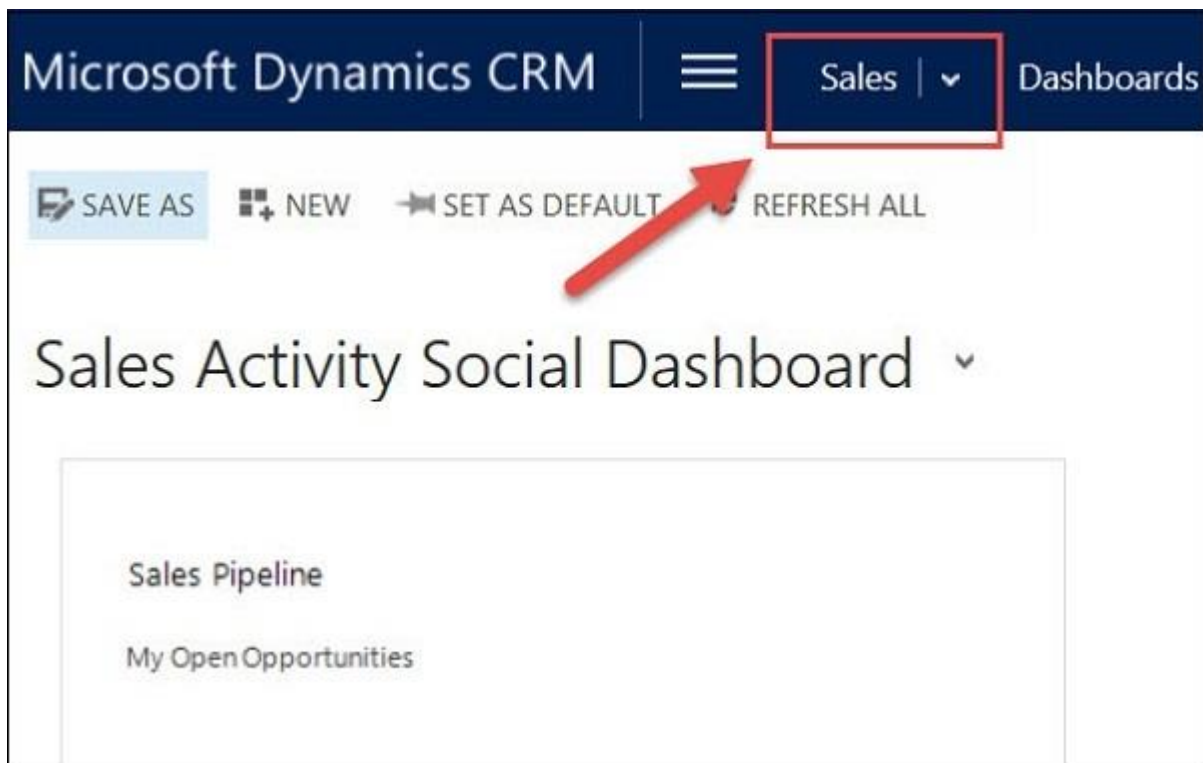 Microsoft Dynamics CRM Sales Dashboards
SAVE AS NEW SET AS DEFAULT REFRESH ALL
Sales Activity Social Dashboard
Sales Pipeline
My Open Opportunities